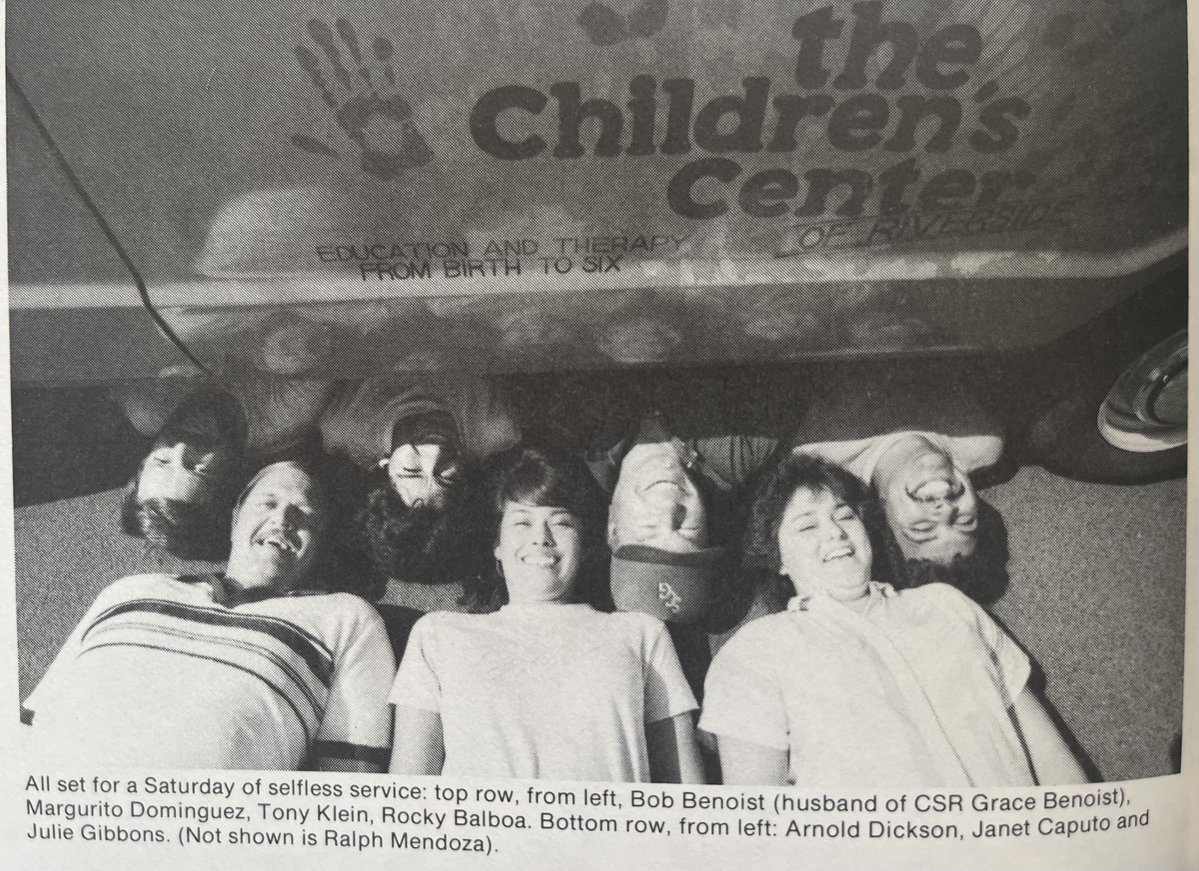 the
Children's
Center
OF RIVERSIDE
EDUCATION AND THERAPY
FROM BIRTH TO SIX
All set for a Saturday of selfless service: top row, from left, Bob Benoist (husband of CSR Grace Benoist),
Margurito Dominguez, Tony Klein, Rocky Balboa. Bottom row, from left: Arnold Dickson, Janet Caputo and
Julie Gibbons. (Not shown is Ralph Mendoza).